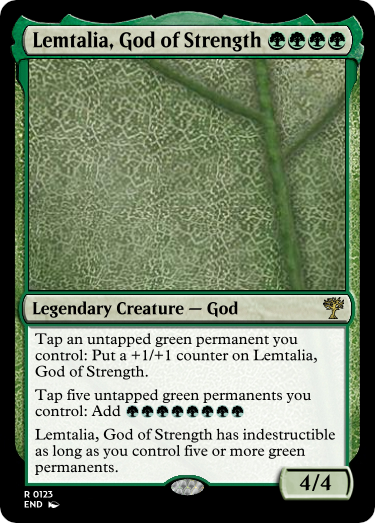 Lemtalia, God of Strength
Legendary Creature — God
Tap an untapped green permanent you
control: Put a +1/+1 counter on Lemtalia,
God of Strength.
Tap five untapped green permanents you
control: Add
Lemtalia, God of Strength has indestructible
as long as you control five or more green
permanents.
4/4
R 0123
END